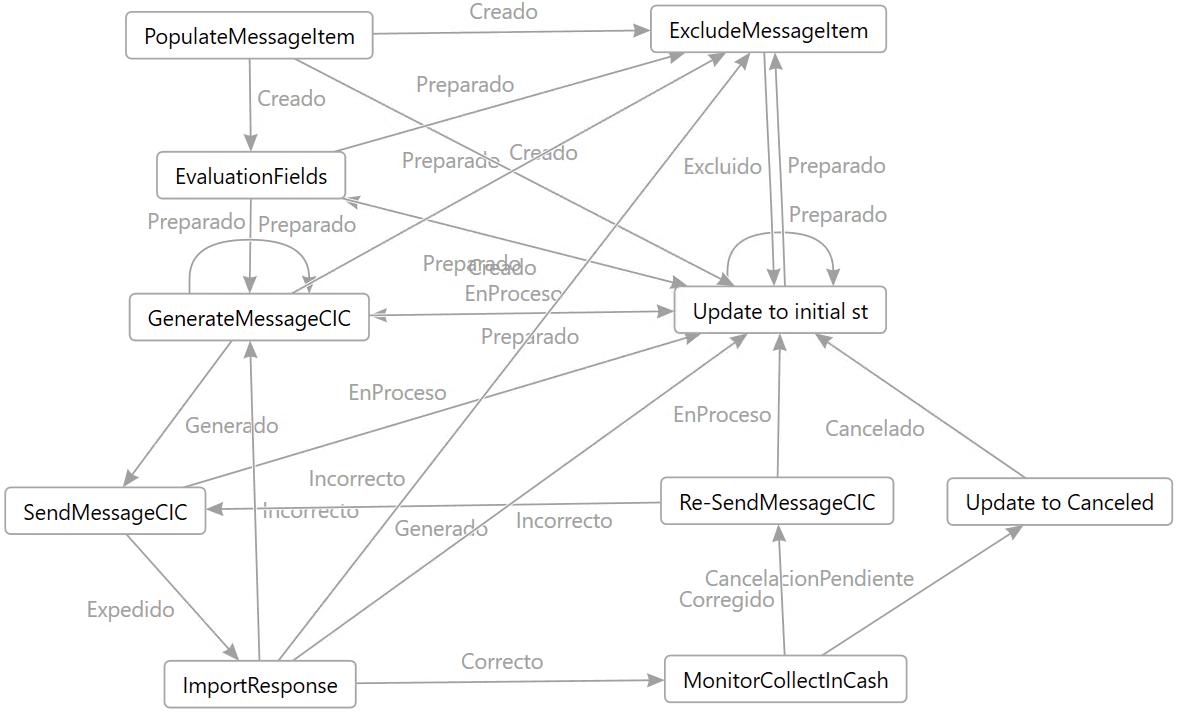 Creado
PopulateMessageItem
ExcludeMessageItem
Preparado
Creado
Preparado
Creado
EvaluationFields
Excluido
Preparado
Preparado
Preparado
Preparado
Preparado
Creado
EnProceso
GenerateMessageCIC
Update to initial st
Preparado
EnProceso
Generado
EnProceso
Cancelado
Incorrecto
SendMessageCIC
Incorrecto
Generado
Incorrecto
Re-SendMessageCIC
Update to Canceled
CancelacionPendiente
Corregido
Expedido
Correcto
ImportResponse
MonitorCollectInCash